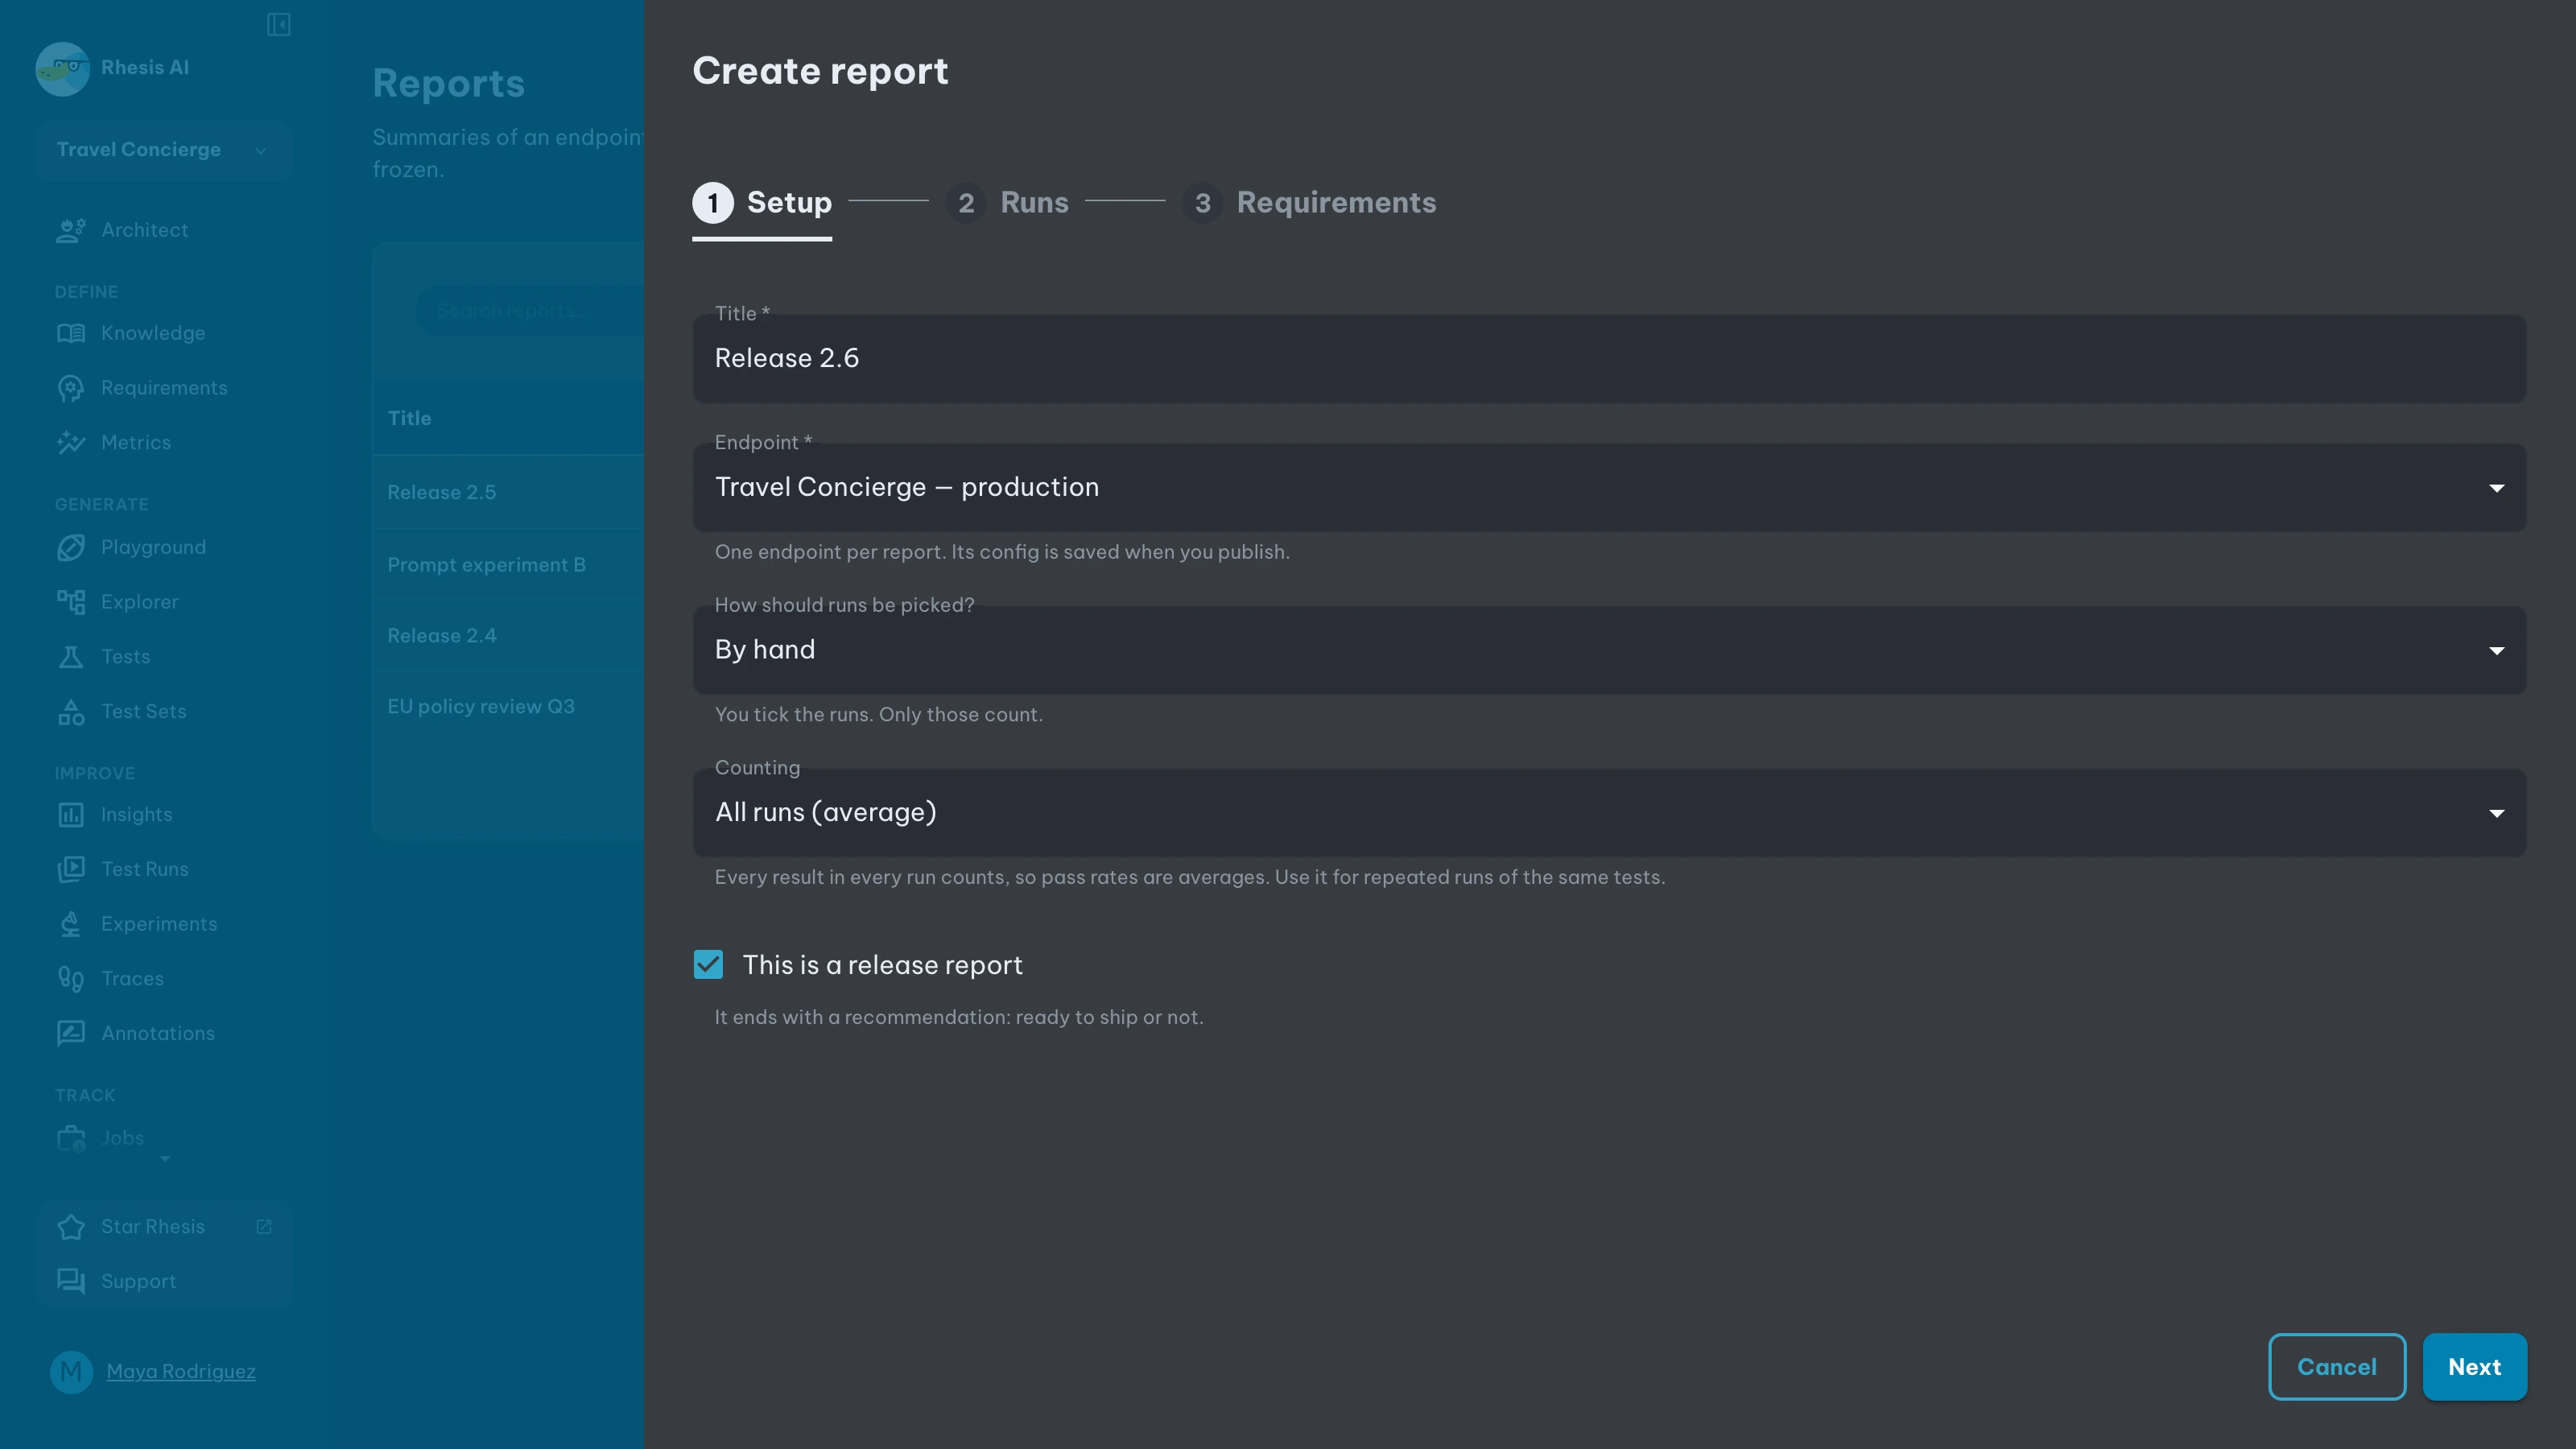 Rhesis AI
Travel Concierge
Architect
DEFINE
Knowledge
Requirements
Metrics
GENERATE
Playground
Explorer
Tests
Test Sets
IMPROVE
Insights
Test Runs
Experiments
Traces
Annotations
TRACK
Jobs
Star Rhesis
Support
M
Maya Rodriguez
Reports
Summaries of an endpoint
frozen.
Search reports...
Title
Release 2.5
Prompt experiment B
Release 2.4
EU policy review Q3
Create report
1 Setup
2 Runs
3 Requirements
Title *
Release 2.6
Endpoint *
Travel Concierge — production
One endpoint per report. Its config is saved when you publish.
How should runs be picked?
By hand
You tick the runs. Only those count.
Counting
All runs (average)
Every result in every run counts, so pass rates are averages. Use it for repeated runs of the same tests.
This is a release report
It ends with a recommendation: ready to ship or not.
Cancel
Next